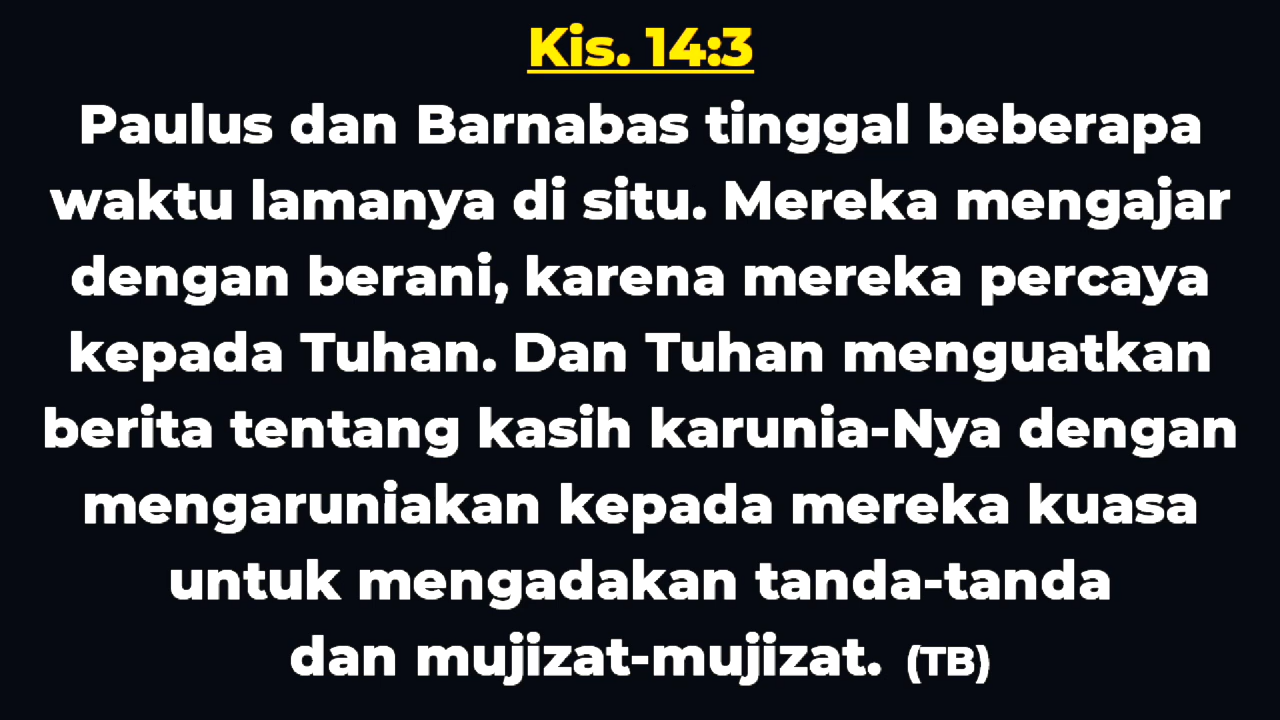 Kis. 14:3
Paulus dan Barnabas tinggal beberapa
waktu lamanya di situ. Mereka mengajar
dengan berani, karena mereka percaya
kepada Tuhan. Dan Tuhan menguatkan
berita tentang kasih karunia-Nya dengan
mengaruniakan kepada mereka kuasa
untuk mengadakan tanda-tanda
dan mujizat-mujizat. (TB)